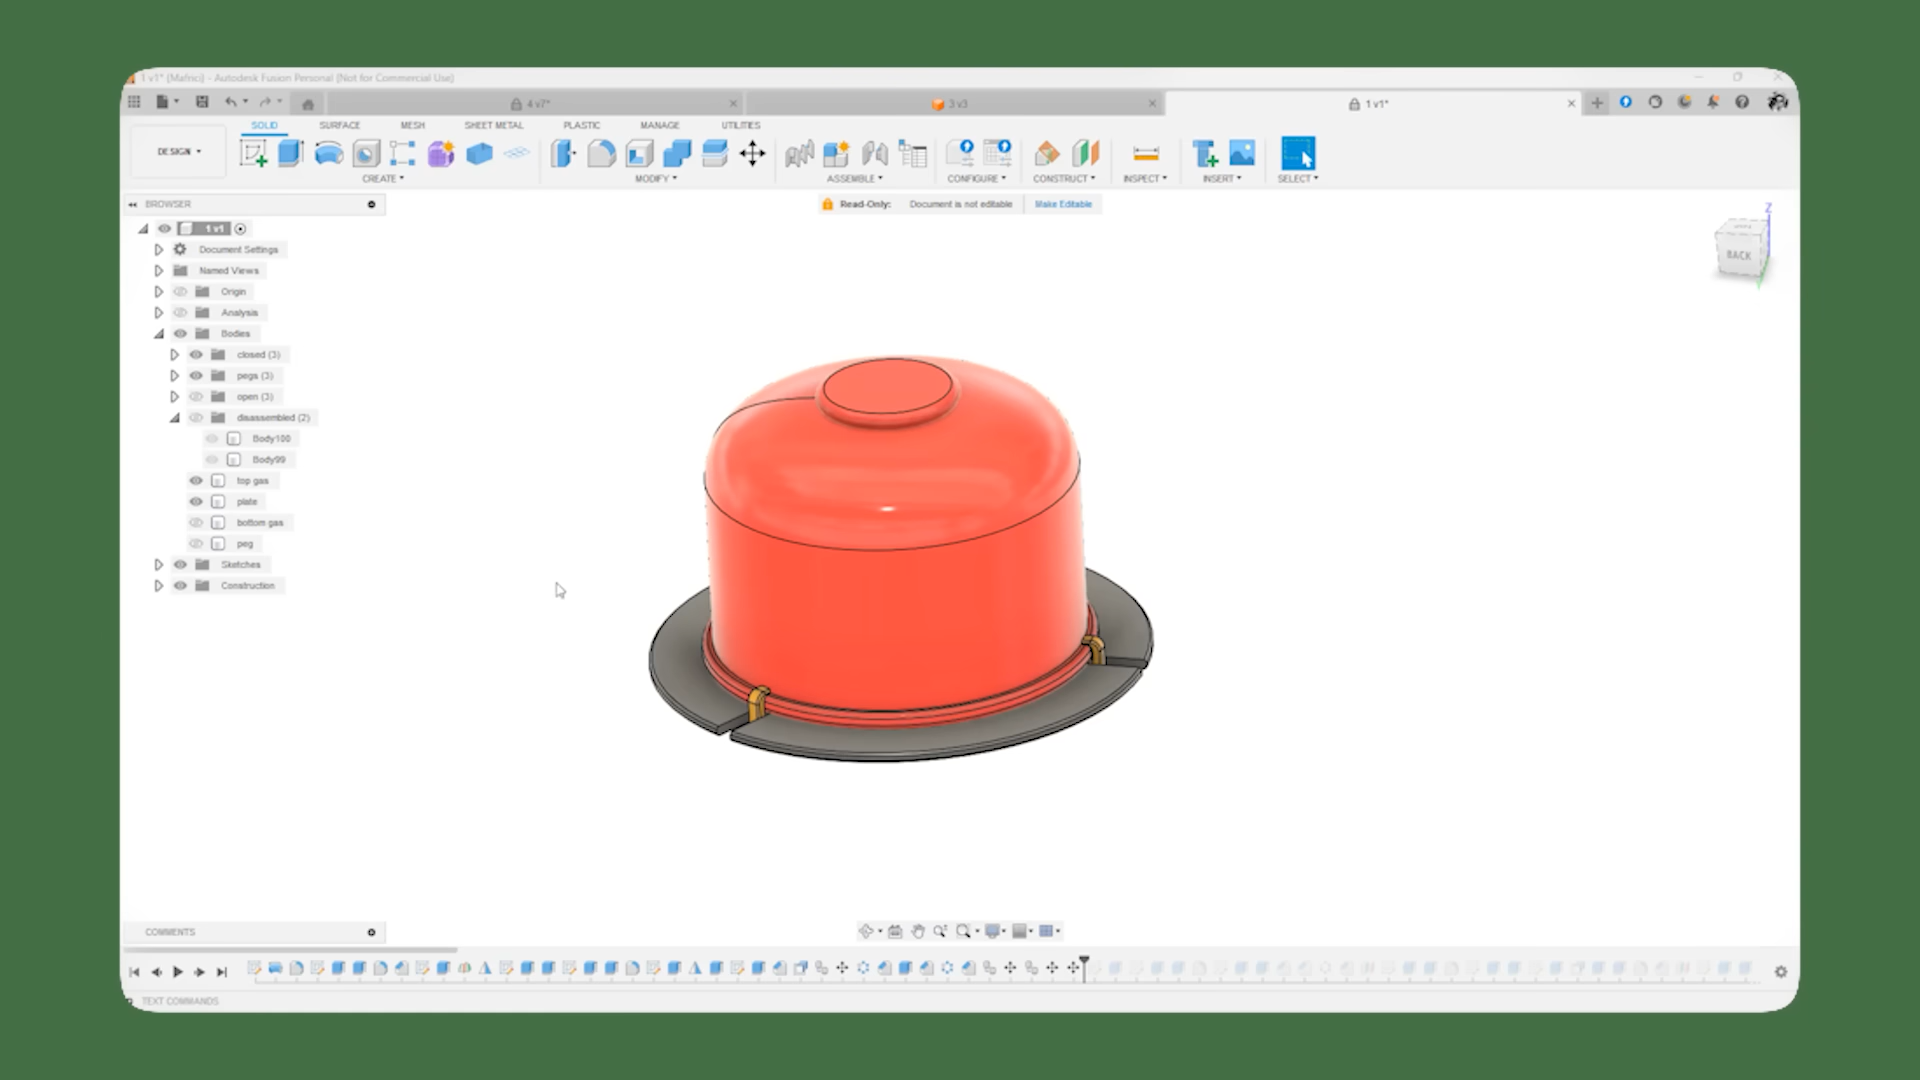 1 v1* (Mafrici) - Autodesk Fusion Personal (Not for Commercial Use)
4 v7*
3 v3
1 v1*
SOLID SURFACE MESH SHEET METAL PLASTIC MANAGE UTILITIES
DESIGN
CREATE MODIFY ASSEMBLE CONFIGURE CONSTRUCT INSPECT INSERT SELECT
BROWSER
Read-Only: Document is not editable Make Editable
1 v1
Document Settings
Named Views
Origin
Analysis
Bodies
closed (3)
pegs (3)
open (3)
disassembled (2)
Body100
Body99
top gas
plate
bottom gas
peg
Sketches
Construction
Z
BACK
COMMENTS
TEXT COMMANDS